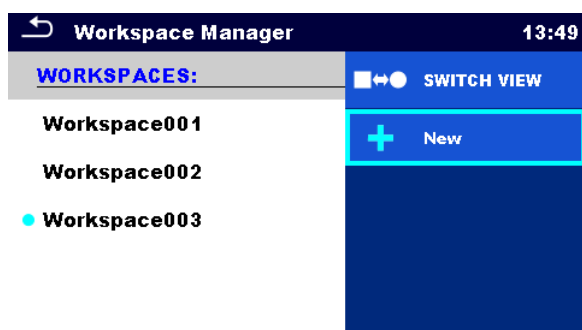 Workspace Manager 13:49
WORKSPACES:
SWITCH VIEW
Workspace001
New
Workspace002
Workspace003